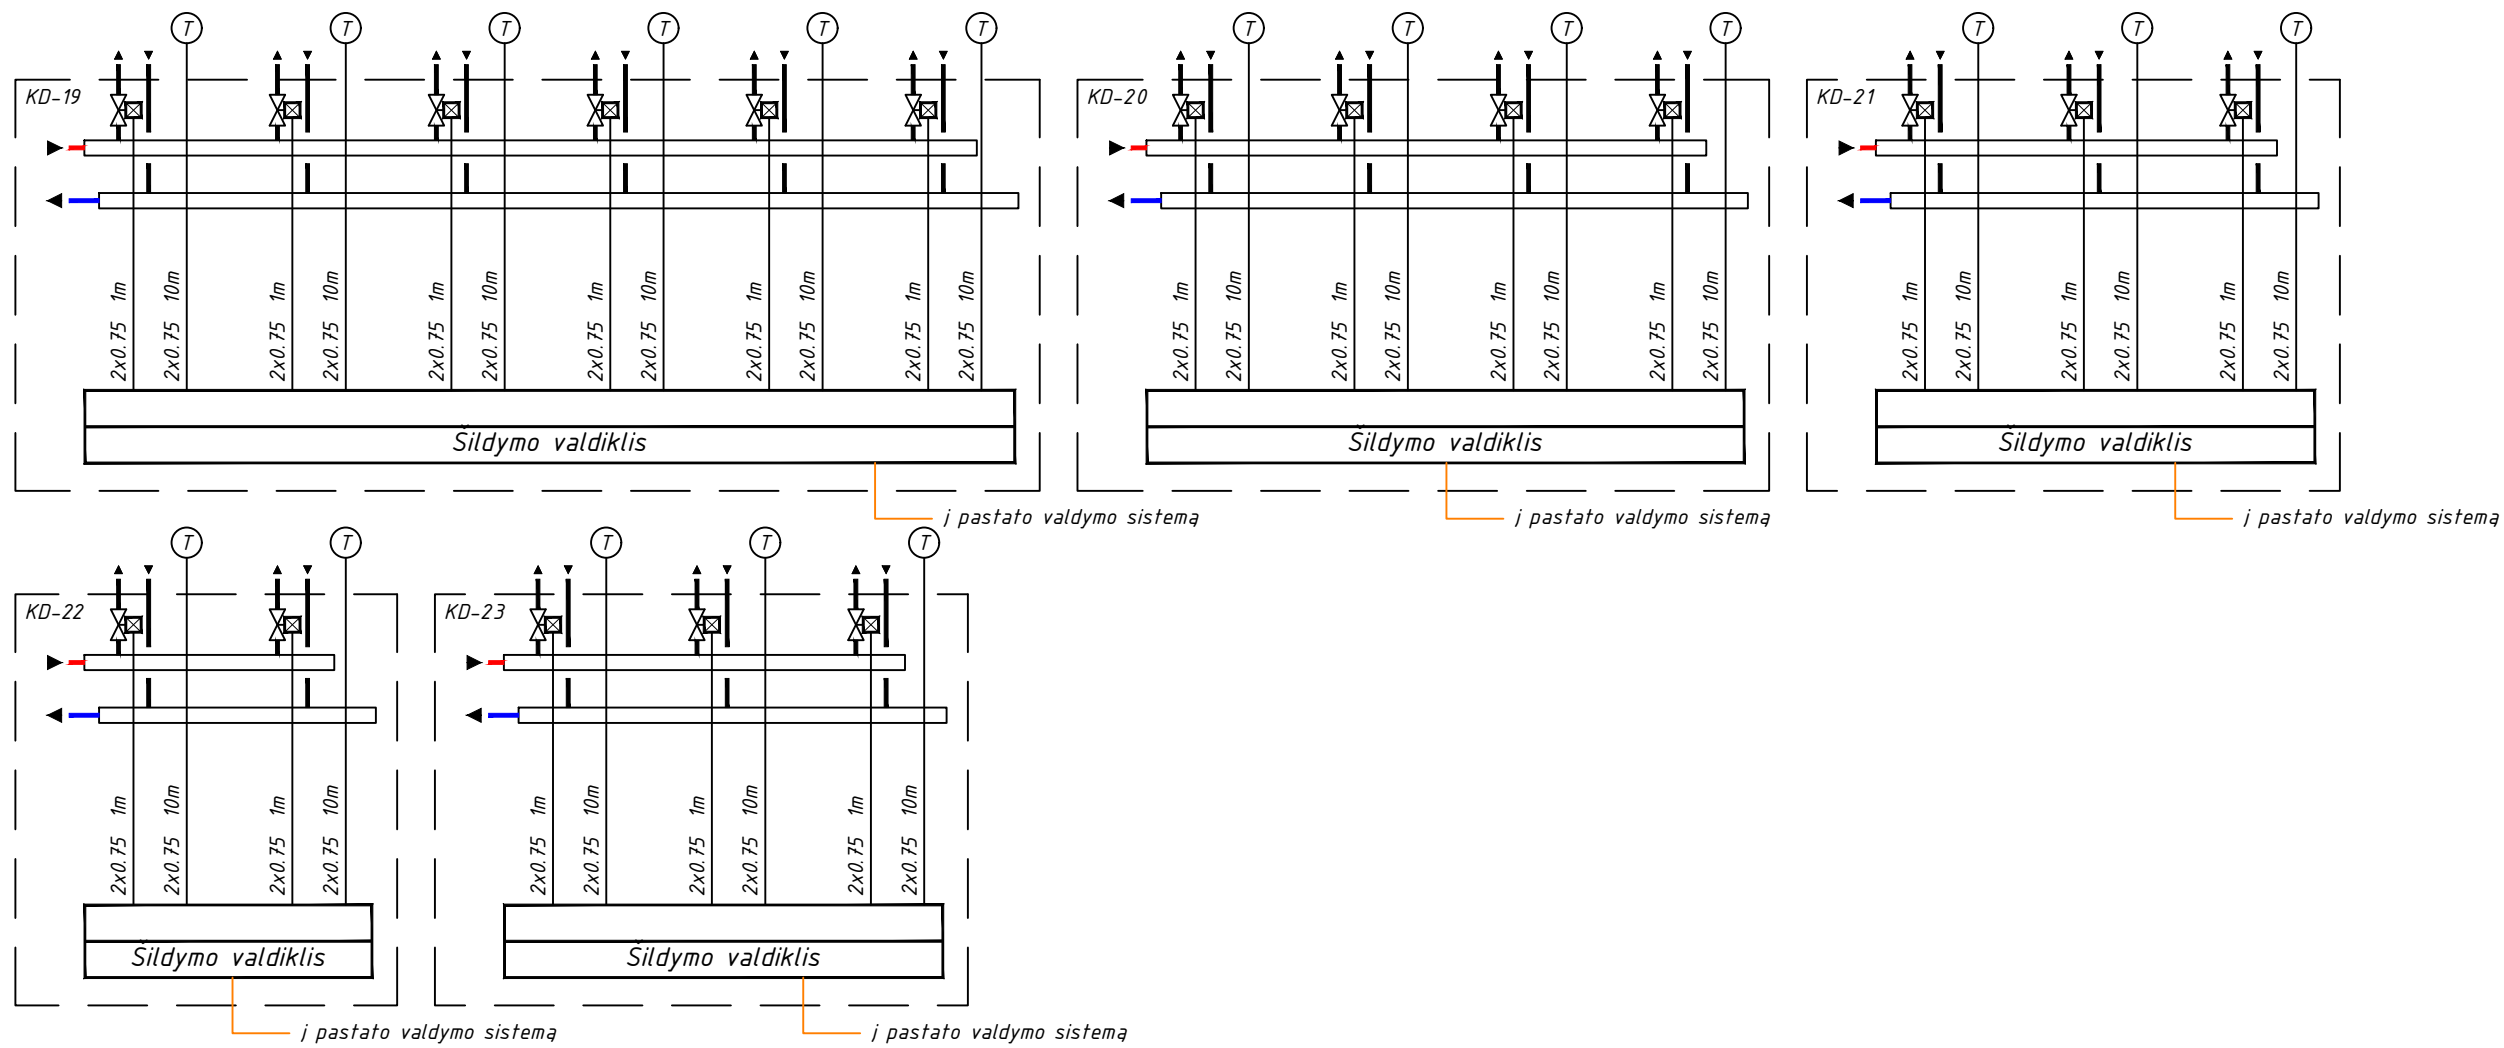 T T T T T T
KD-19
2x0.75 1m
2x0.75 10m
2x0.75 1m
2x0.75 10m
2x0.75 1m
2x0.75 10m
2x0.75 1m
2x0.75 10m
2x0.75 1m
2x0.75 10m
2x0.75 1m
2x0.75 10m
Šildymo valdiklis
į pastato valdymo sistemą
T T T T
KD-20
2x0.75 1m
2x0.75 10m
2x0.75 1m
2x0.75 10m
2x0.75 1m
2x0.75 10m
2x0.75 1m
2x0.75 10m
Šildymo valdiklis
į pastato valdymo sistemą
T T T
KD-21
2x0.75 1m
2x0.75 10m
2x0.75 1m
2x0.75 10m
2x0.75 1m
2x0.75 10m
Šildymo valdiklis
į pastato valdymo sistemą
T T
KD-22
2x0.75 1m
2x0.75 10m
2x0.75 1m
2x0.75 10m
Šildymo valdiklis
į pastato valdymo sistemą
T T T
KD-23
2x0.75 1m
2x0.75 10m
2x0.75 1m
2x0.75 10m
2x0.75 1m
2x0.75 10m
Šildymo valdiklis
į pastato valdymo sistemą